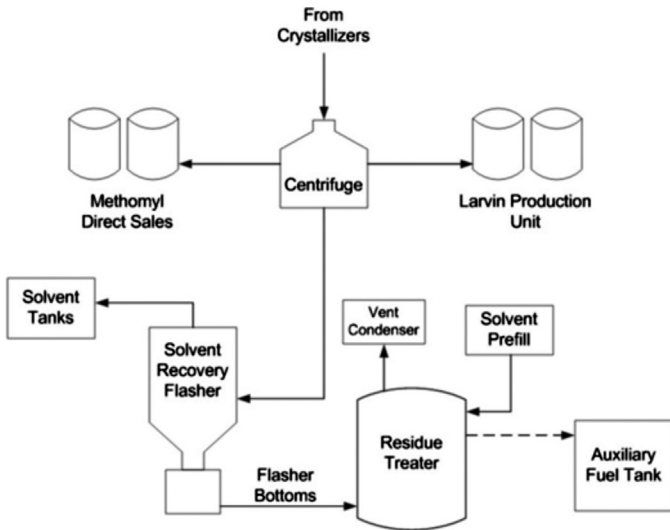 From
Crystallizers
Centrifuge
Methomyl
Direct Sales
Larvin Production
Unit
Solvent
Tanks
Solvent
Recovery
Flasher
Vent
Condenser
Solvent
Prefill
Residue
Treater
Auxiliary
Fuel Tank
Flasher
Bottoms